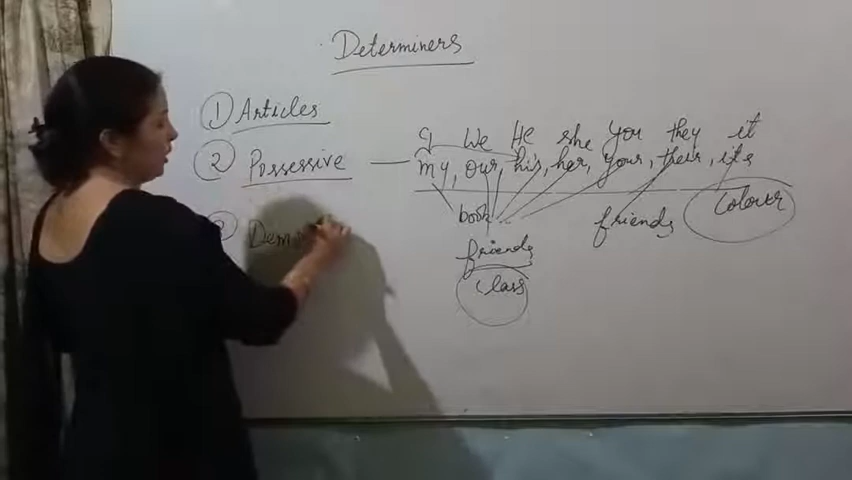 Determiners
① Articles
I We He she You they it
② Possessive — my, our, his, her, your, their, its
book..
friends colour
③ Dem
friends
class